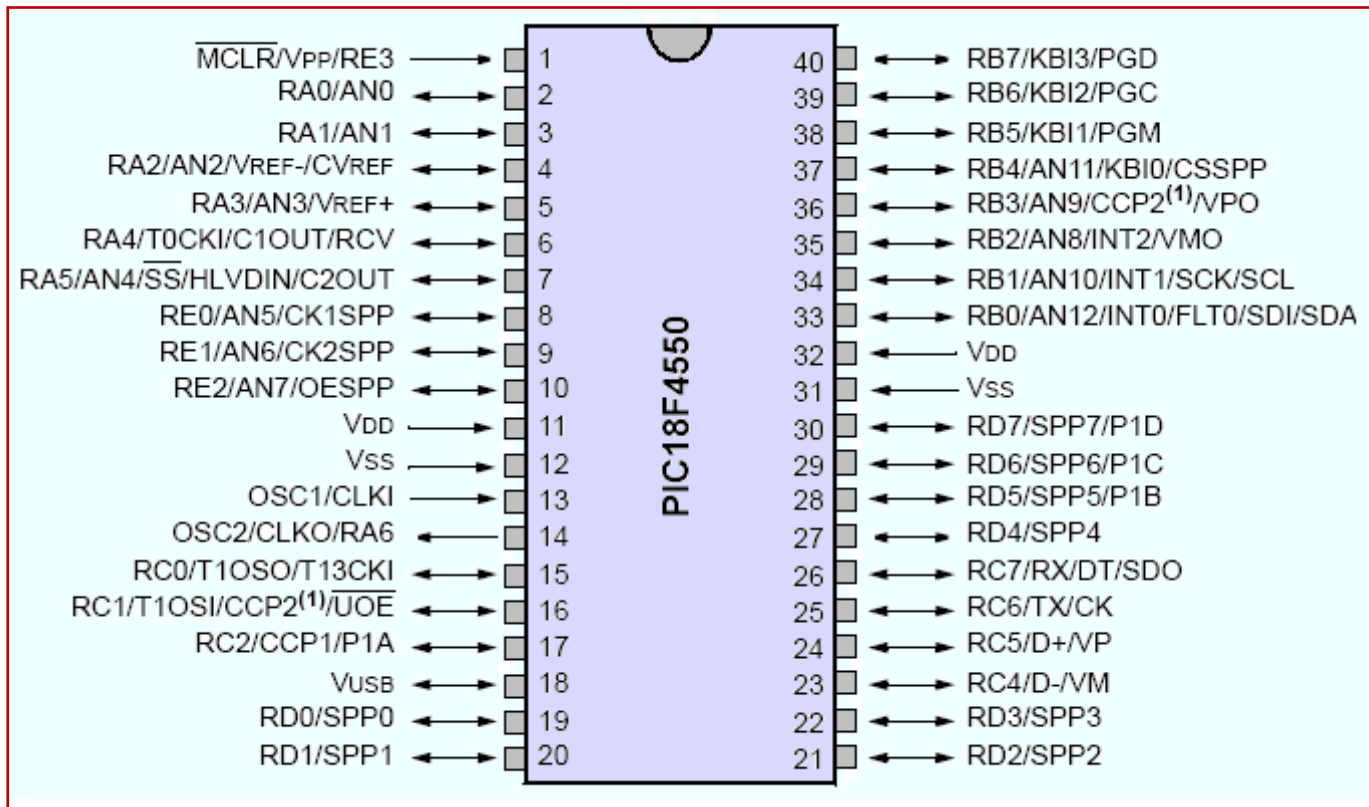 MCLR/VPP/RE3 1
RA0/AN0 2
RA1/AN1 3
RA2/AN2/VREF-/CVREF 4
RA3/AN3/VREF+ 5
RA4/T0CKI/C1OUT/RCV 6
RA5/AN4/SS/HLVDIN/C2OUT 7
RE0/AN5/CK1SPP 8
RE1/AN6/CK2SPP 9
RE2/AN7/OESPP 10
VDD 11
VSS 12
OSC1/CLKI 13
OSC2/CLKO/RA6 14
RC0/T1OSO/T13CKI 15
RC1/T1OSI/CCP2(1)/UOE 16
RC2/CCP1/P1A 17
VUSB 18
RD0/SPP0 19
RD1/SPP1 20
PIC18F4550
40 RB7/KBI3/PGD
39 RB6/KBI2/PGC
38 RB5/KBI1/PGM
37 RB4/AN11/KBI0/CSSPP
36 RB3/AN9/CCP2(1)/VPO
35 RB2/AN8/INT2/VMO
34 RB1/AN10/INT1/SCK/SCL
33 RB0/AN12/INT0/FLT0/SDI/SDA
32 VDD
31 VSS
30 RD7/SPP7/P1D
29 RD6/SPP6/P1C
28 RD5/SPP5/P1B
27 RD4/SPP4
26 RC7/RX/DT/SDO
25 RC6/TX/CK
24 RC5/D+/VP
23 RC4/D-/VM
22 RD3/SPP3
21 RD2/SPP2